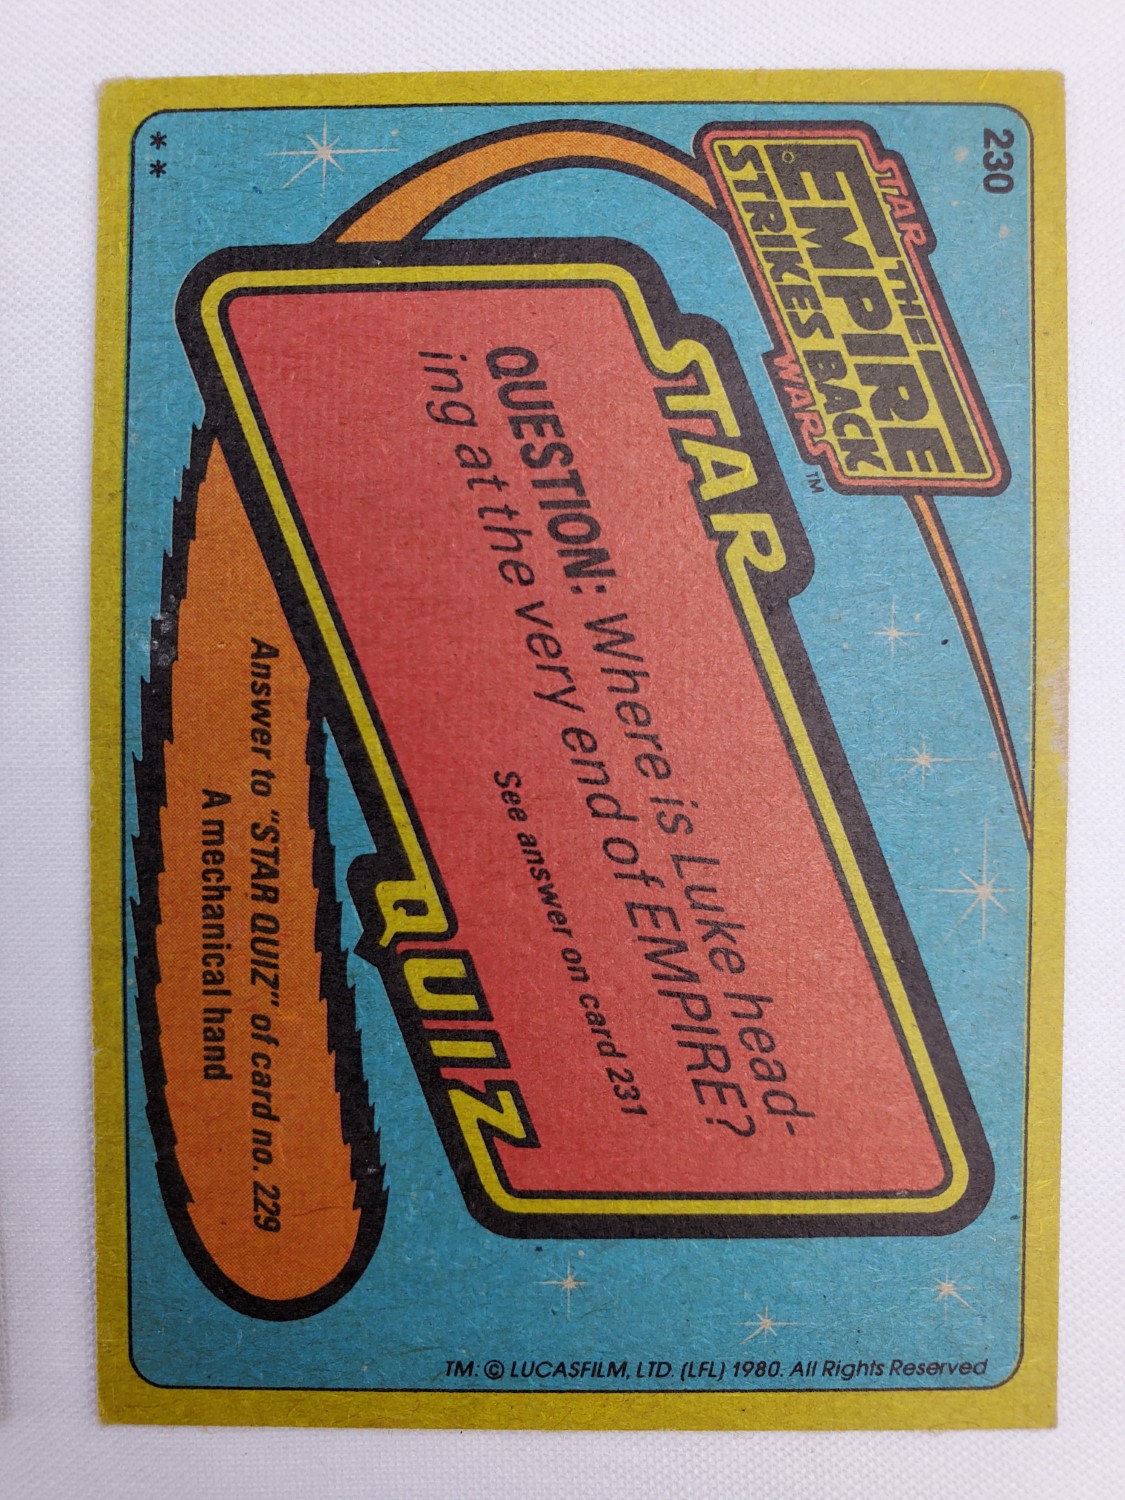 230
STAR
THE
EMPIRE
STRIKES BACK
WARS
TM
STAR
QUESTION: Where is Luke head-
ing at the very end of EMPIRE?
See answer on card 231
QUIZ
Answer to "STAR QUIZ" of card no. 229
A mechanical hand
**
TM: © LUCASFILM, LTD. (LFL) 1980. All Rights Reserved